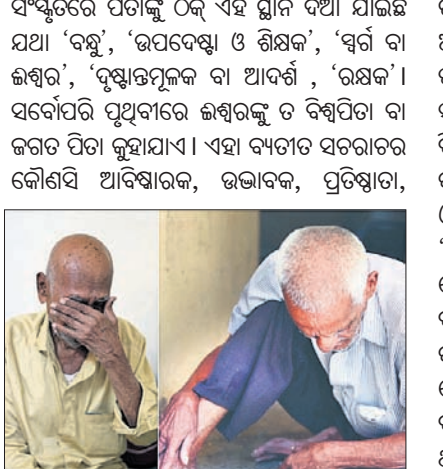 ସଂସ୍କୃତରେ ପିତାଙ୍କୁ ଠିକ୍ ଏହି ସ୍ଥାନ ଦିଆ ଯାଇଛି
ଯଥା ‘ବନ୍ଧୁ’, ‘ଉପଦେଷ୍ଟା ଓ ଶିକ୍ଷକ’, ‘ସ୍ୱର୍ଗ ବା
ଈଶ୍ୱର’, ‘ଦୃଷ୍ଟାନ୍ତମୂଳକ ବା ଆଦର୍ଶ , ‘ରକ୍ଷକ’।
ସର୍ବୋପରି ପୃଥିବୀରେ ଈଶ୍ୱରଙ୍କୁ ତ ବିଶ୍ୱପିତା ବା
ଜଗତ ପିତା କୁହାଯାଏ। ଏହା ବ୍ୟତୀତ ସଚରାଚର
କୌଣସି ଆବିଷ୍କାରକ, ଉଦ୍ଭାବକ, ପ୍ରତିଷ୍ଠାତା,